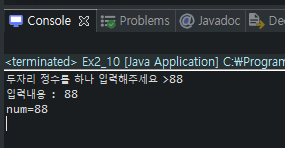 Console Problems @ Javadoc
<terminated> Ex2_10 [Java Application] C:₩Program
두자리 정수를 하나 입력해주세요 >88
입력내용 : 88
num=88